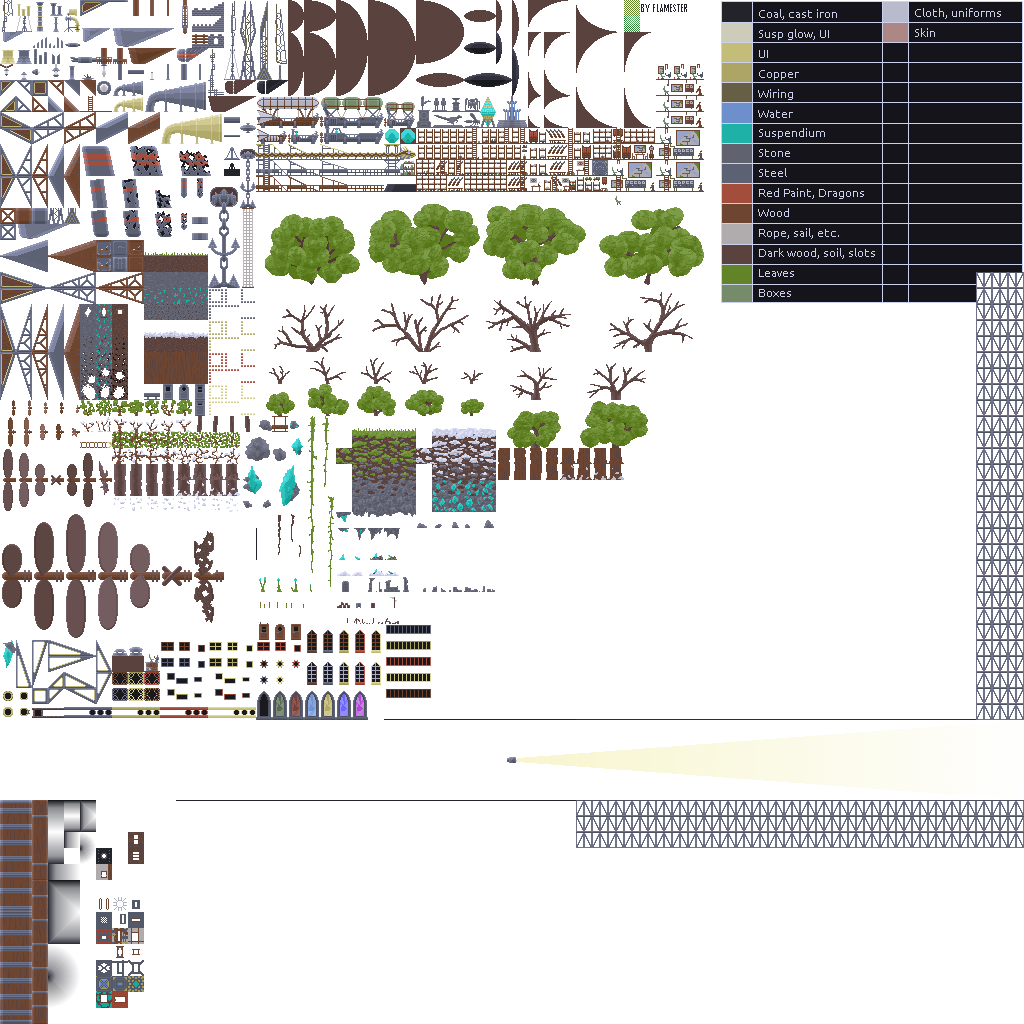 BY FLAMESTER
Coal, cast iron
Cloth, uniforms
Susp glow, UI
Skin
UI
Copper
Wiring
Water
Suspendium
Stone
Steel
Red Paint, Dragons
Wood
Rope, sail, etc.
Dark wood, soil, slots
Leaves
Boxes